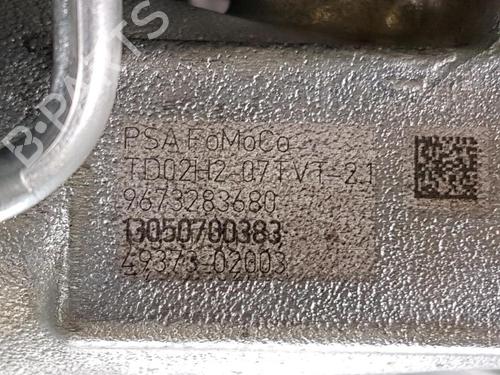 B-PARTS
PSA FoMoCo
TD02H2-07TVT-2.1
9673283680
13050700383
49373-02003